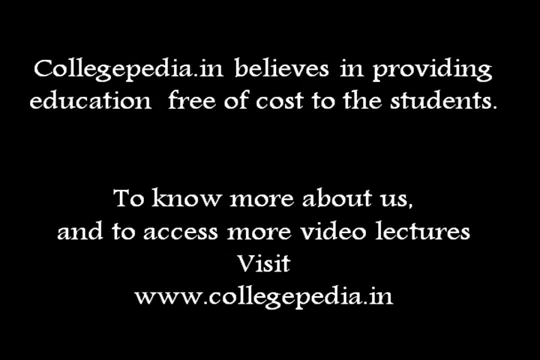 Collegepedia.in believes in providing
education free of cost to the students.
To know more about us,
and to access more video lectures
Visit
www.collegepedia.in